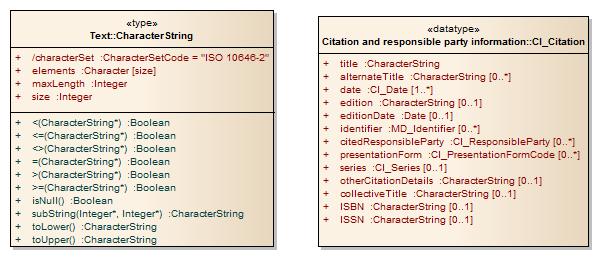 «type»
Text::CharacterString
+ /characterSet :CharacterSetCode = "ISO 10646-2"
+ elements :Character [size]
+ maxLength :Integer
+ size :Integer
+ <(CharacterString*) :Boolean
+ <=(CharacterString*) :Boolean
+ <>(CharacterString*) :Boolean
+ =(CharacterString*) :Boolean
+ >(CharacterString*) :Boolean
+ >=(CharacterString*) :Boolean
+ isNull() :Boolean
+ subString(Integer*, Integer*) :CharacterString
+ toLower() :CharacterString
+ toUpper() :CharacterString
«datatype»
Citation and responsible party information::CI_Citation
+ title :CharacterString
+ alternateTitle :CharacterString [0..*]
+ date :CI_Date [1..*]
+ edition :CharacterString [0..1]
+ editionDate :Date [0..1]
+ identifier :MD_Identifier [0..*]
+ citedResponsibleParty :CI_ResponsibleParty [0..*]
+ presentationForm :CI_PresentationFormCode [0..*]
+ series :CI_Series [0..1]
+ otherCitationDetails :CharacterString [0..1]
+ collectiveTitle :CharacterString [0..1]
+ ISBN :CharacterString [0..1]
+ ISSN :CharacterString [0..1]